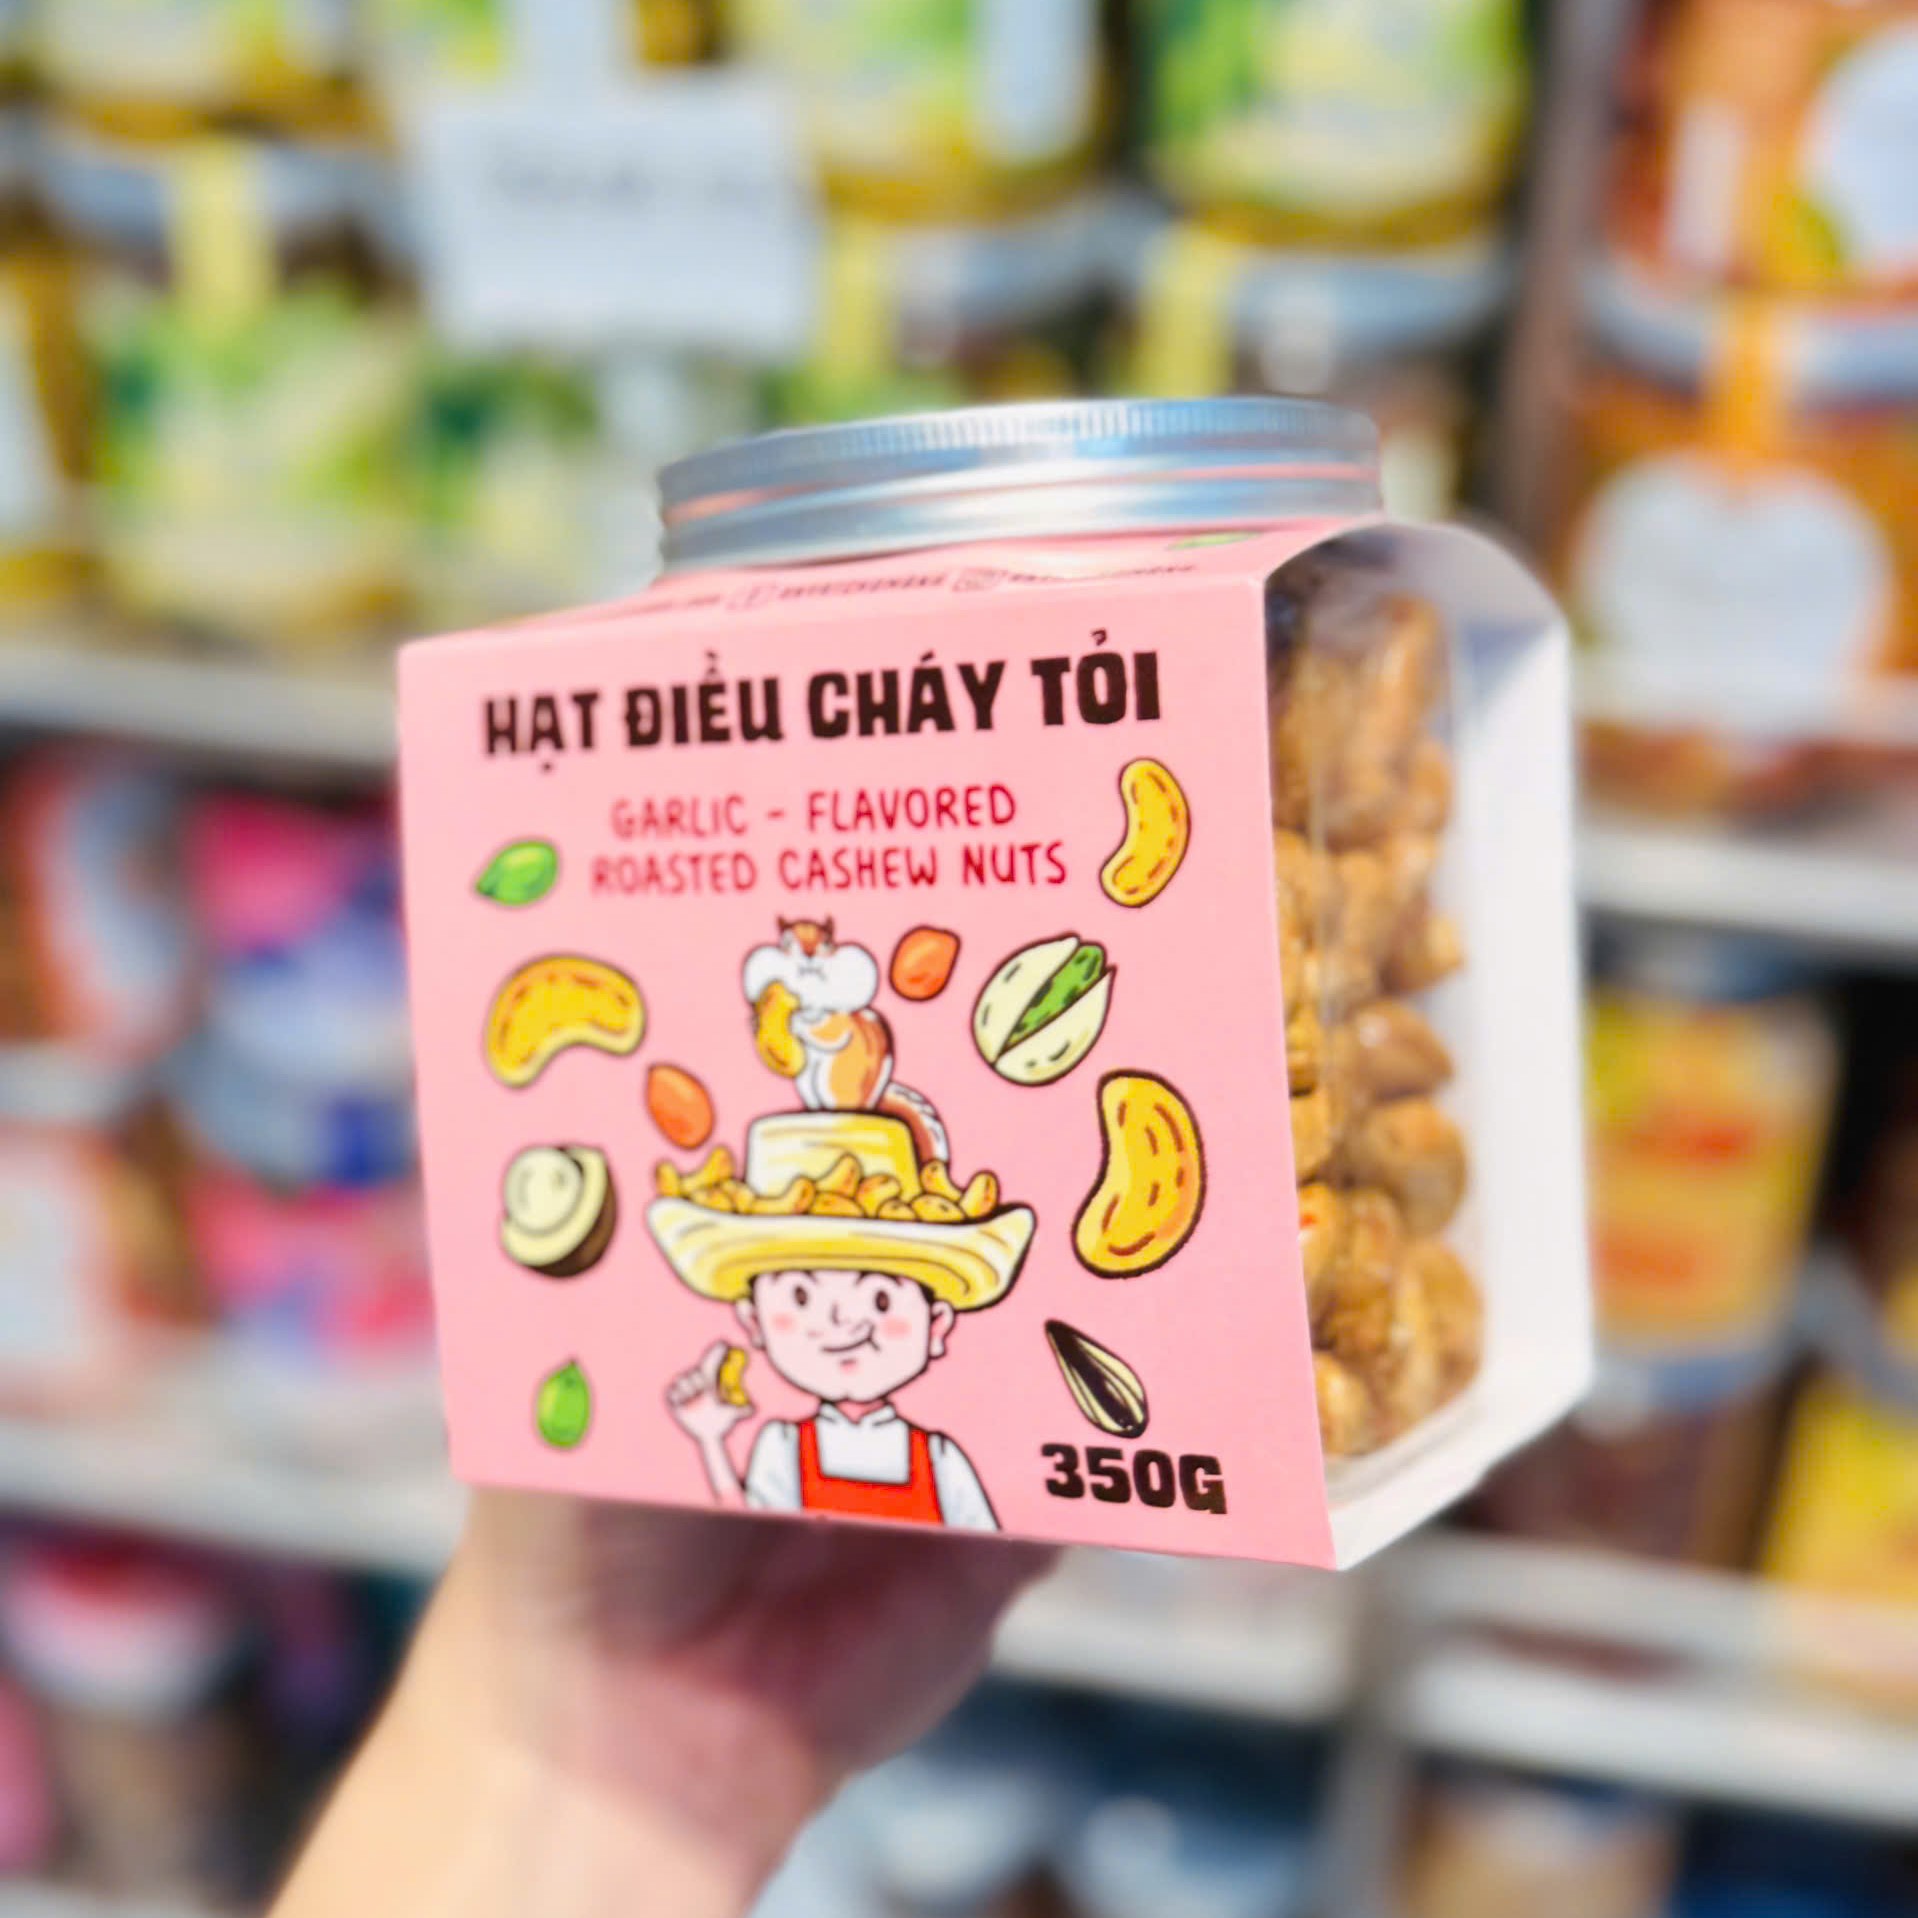 HẠT ĐIỀU CHÁY TỎI
GARLIC - FLAVORED
ROASTED CASHEW NUTS
350G